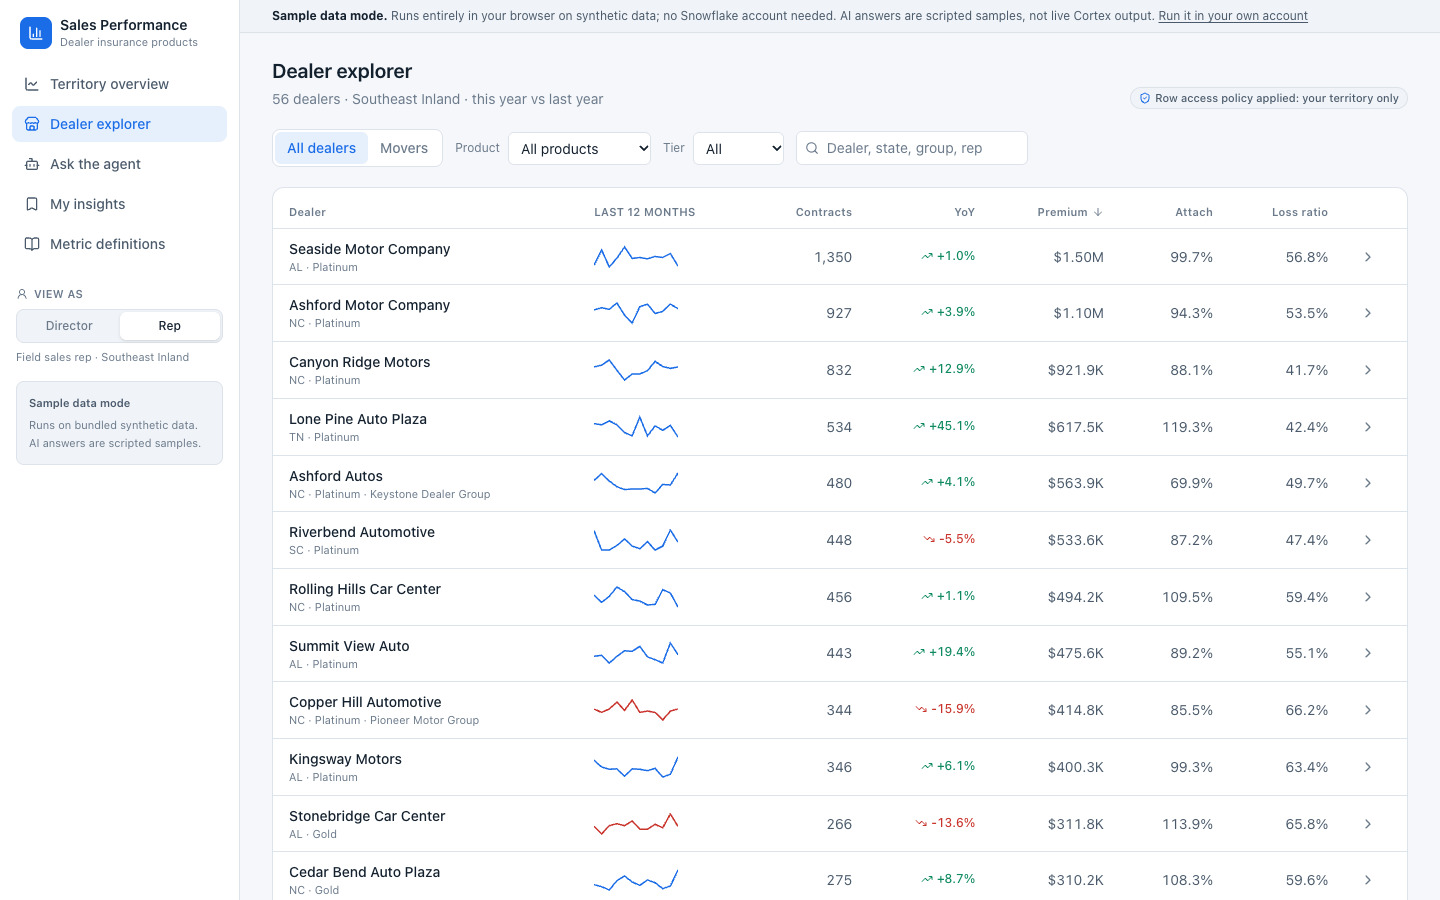 Sales Performance
Dealer insurance products
Territory overview
Dealer explorer
Ask the agent
My insights
Metric definitions
VIEW AS
Director Rep
Field sales rep · Southeast Inland
Sample data mode
Runs on bundled synthetic data.
AI answers are scripted samples.
Sample data mode. Runs entirely in your browser on synthetic data; no Snowflake account needed. AI answers are scripted samples, not live Cortex output. Run it in your own account
Dealer explorer
56 dealers · Southeast Inland · this year vs last year
Row access policy applied: your territory only
All dealers Movers Product All products Tier All Dealer, state, group, rep
Dealer LAST 12 MONTHS Contracts YoY Premium Attach Loss ratio
Seaside Motor Company
AL · Platinum
1,350 +1.0% $1.50M 99.7% 56.8%
Ashford Motor Company
NC · Platinum
927 +3.9% $1.10M 94.3% 53.5%
Canyon Ridge Motors
NC · Platinum
832 +12.9% $921.9K 88.1% 41.7%
Lone Pine Auto Plaza
TN · Platinum
534 +45.1% $617.5K 119.3% 42.4%
Ashford Autos
NC · Platinum · Keystone Dealer Group
480 +4.1% $563.9K 69.9% 49.7%
Riverbend Automotive
SC · Platinum
448 -5.5% $533.6K 87.2% 47.4%
Rolling Hills Car Center
NC · Platinum
456 +1.1% $494.2K 109.5% 59.4%
Summit View Auto
AL · Platinum
443 +19.4% $475.6K 89.2% 55.1%
Copper Hill Automotive
NC · Platinum · Pioneer Motor Group
344 -15.9% $414.8K 85.5% 66.2%
Kingsway Motors
AL · Platinum
346 +6.1% $400.3K 99.3% 63.4%
Stonebridge Car Center
AL · Gold
266 -13.6% $311.8K 113.9% 65.8%
Cedar Bend Auto Plaza
NC · Gold
275 +8.7% $310.2K 108.3% 59.6%